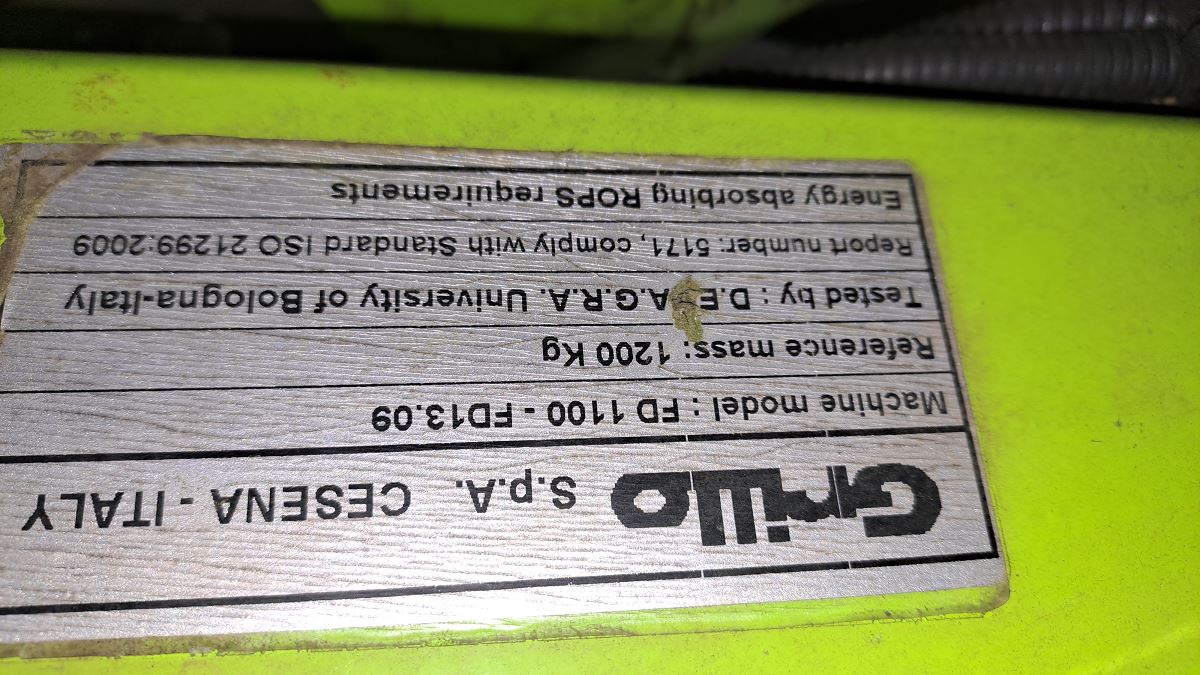 Grillo S.p.A. CESENA - ITALY
Machine model : FD 1100 - FD13.09
Reference mass: 1200 Kg
Tested by : D.E A.G.R.A. University of Bologna-Italy
Report number: 5171, comply with Standard ISO 21299:2009
Energy absorbing ROPS requirements